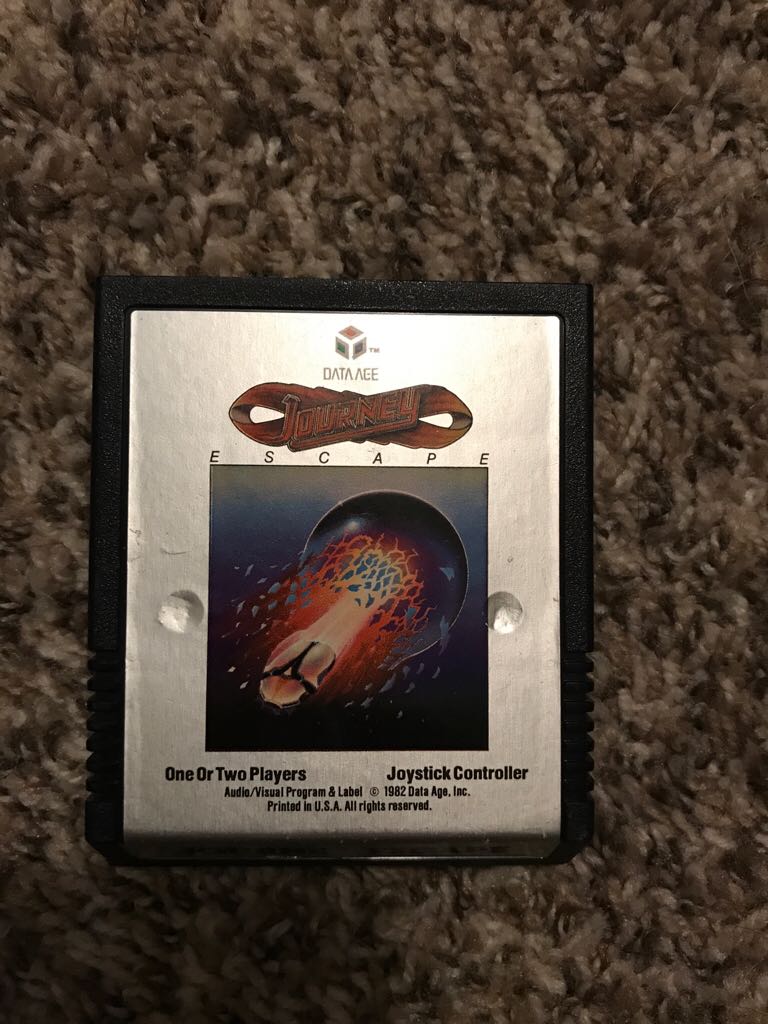 TM
DATA AGE
JOURNEY
ESCAPE
One Or Two Players Joystick Controller
Audio/Visual Program & Label © 1982 Data Age, Inc.
Printed in U.S.A. All rights reserved.